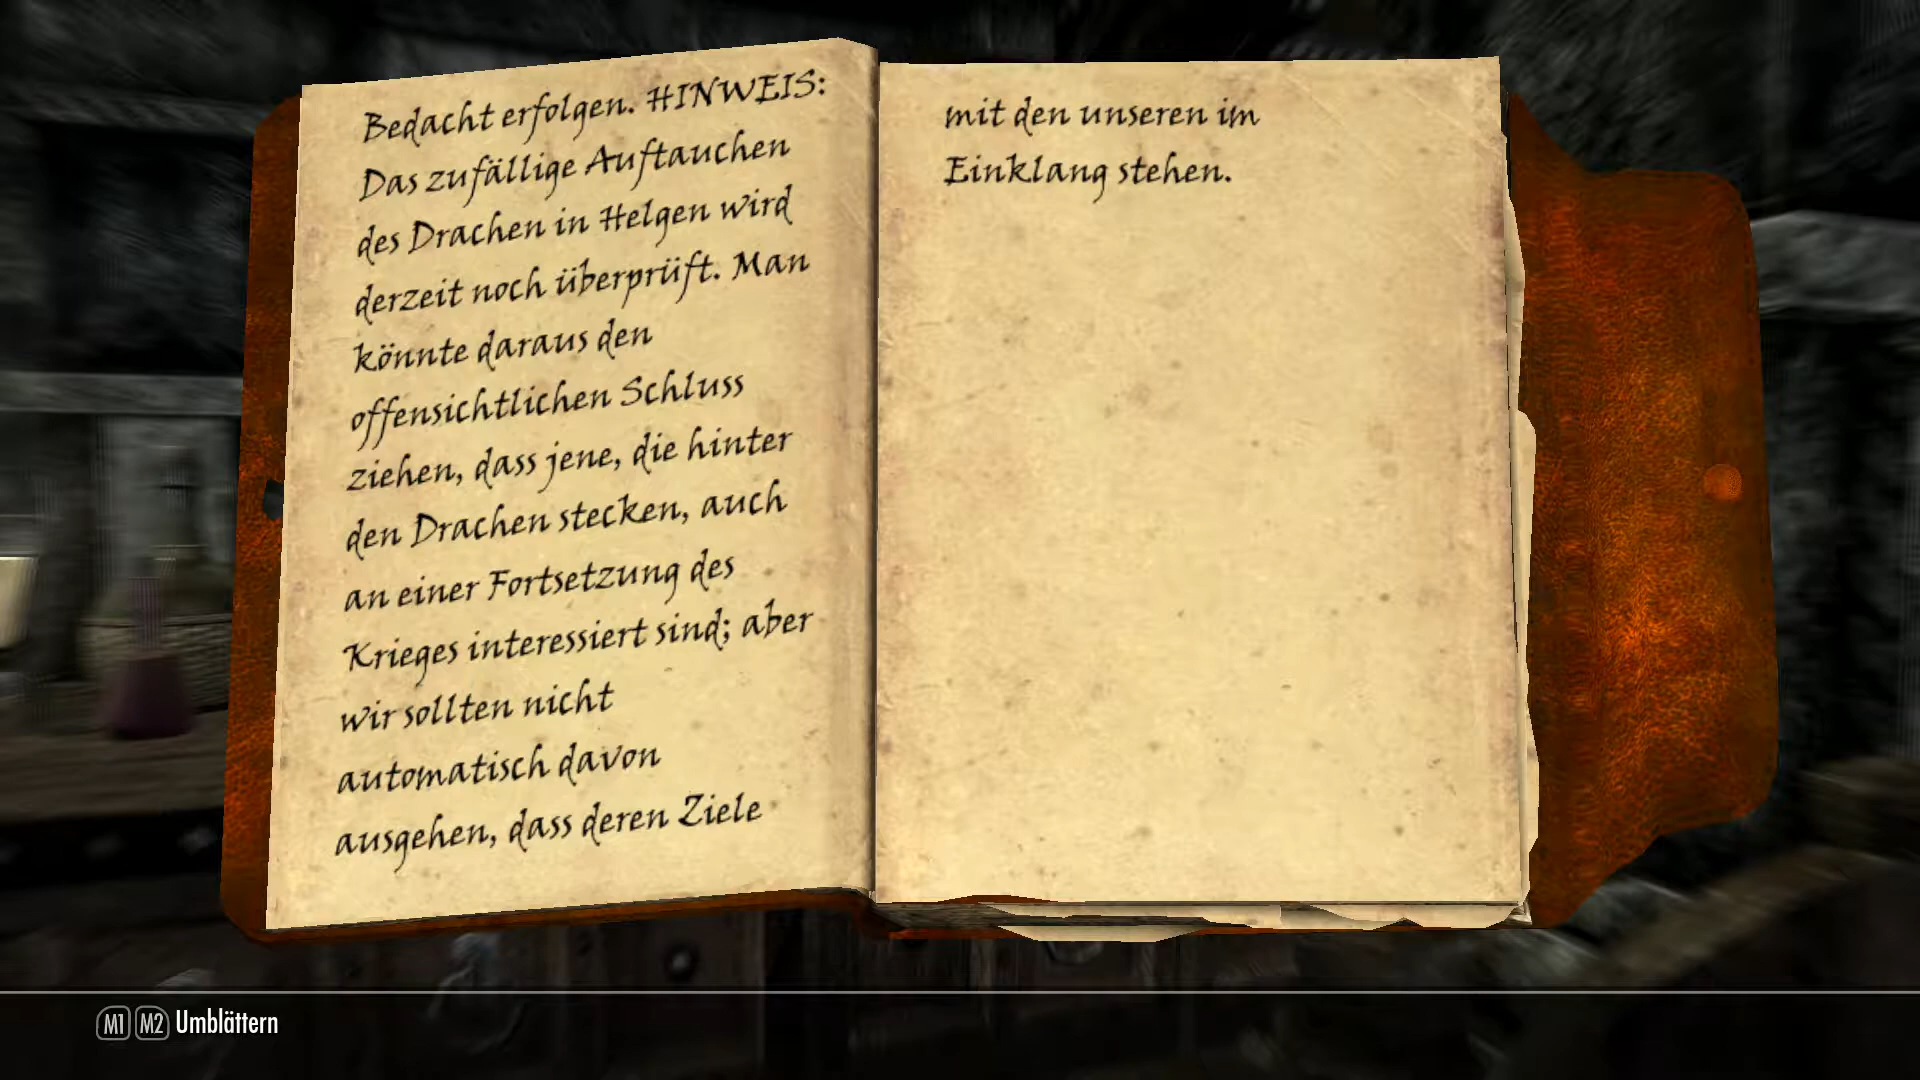 Bedacht erfolgen. HINWEIS:
Das zufällige Auftauchen
des Drachen in Helgen wird
derzeit noch überprüft. Man
könnte daraus den
offensichtlichen Schluss
ziehen, dass jene, die hinter
den Drachen stecken, auch
an einer Fortsetzung des
Krieges interessiert sind; aber
wir sollten nicht
automatisch davon
ausgehen, dass deren Ziele
mit den unseren im
Einklang stehen.
M1 M2 Umblättern